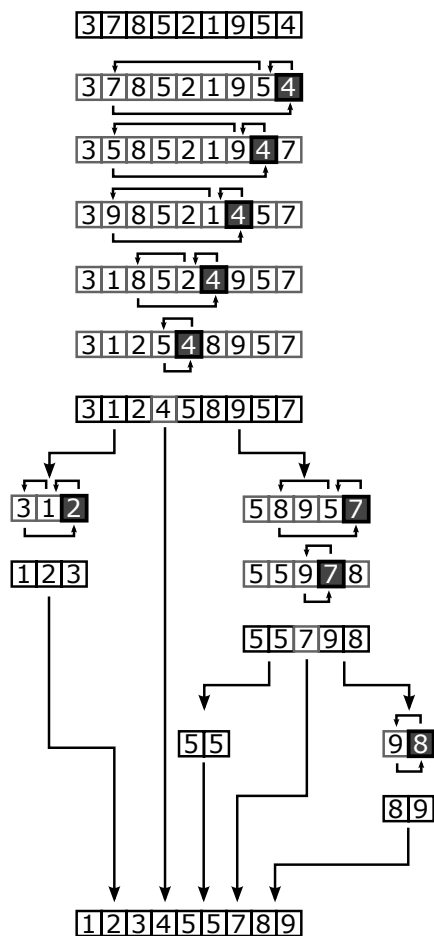 3 7 8 5 2 1 9 5 4
3 7 8 5 2 1 9 5 4
3 5 8 5 2 1 9 4 7
3 9 8 5 2 1 4 5 7
3 1 8 5 2 4 9 5 7
3 1 2 5 4 8 9 5 7
3 1 2 4 5 8 9 5 7
3 1 2
5 8 9 5 7
1 2 3
5 5 9 7 8
5 5 7 9 8
5 5
9 8
8 9
1 2 3 4 5 5 7 8 9